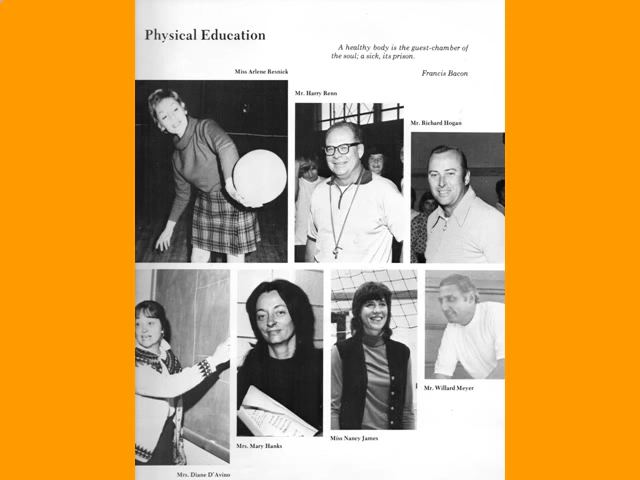 Physical Education
A healthy body is the guest-chamber of
the soul; a sick, its prison.
Francis Bacon
Miss Arlene Resnick
Mr. Harry Renn
Mr. Richard Hogan
Mr. Willard Meyer
Miss Nancy James
Mrs. Mary Hanks
Mrs. Diane D'Avino